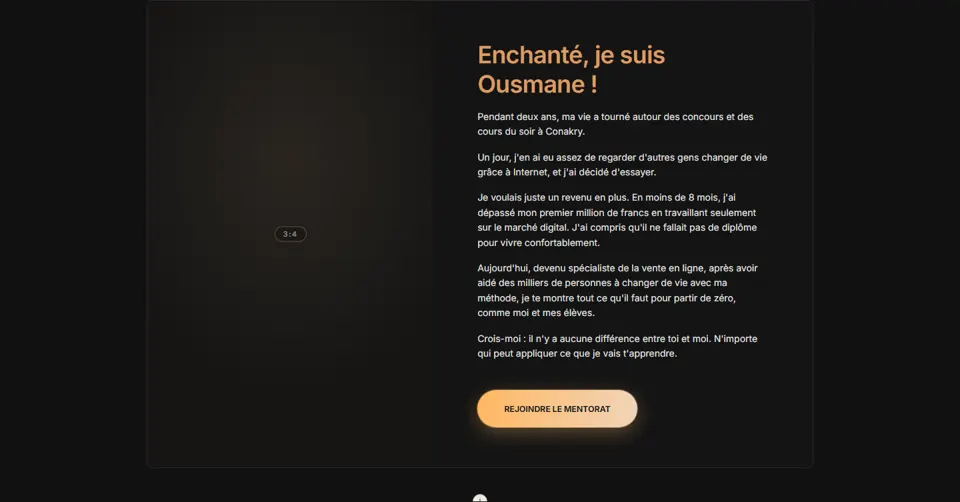 Enchanté, je suis
Ousmane !
Pendant deux ans, ma vie a tourné autour des concours et des
cours du soir à Conakry.
Un jour, j'en ai eu assez de regarder d'autres gens changer de vie
grâce à Internet, et j'ai décidé d'essayer.
Je voulais juste un revenu en plus. En moins de 8 mois, j'ai
dépassé mon premier million de francs en travaillant seulement
sur le marché digital. J'ai compris qu'il ne fallait pas de diplôme
pour vivre confortablement.
3:4
Aujourd'hui, devenu spécialiste de la vente en ligne, après avoir
aidé des milliers de personnes à changer de vie avec ma
méthode, je te montre tout ce qu'il faut pour partir de zéro,
comme moi et mes élèves.
Crois-moi : il n'y a aucune différence entre toi et moi. N'importe
qui peut appliquer ce que je vais t'apprendre.
REJOINDRE LE MENTORAT